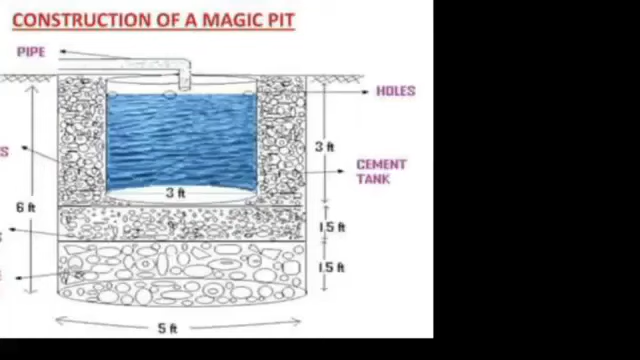 CONSTRUCTION OF A MAGIC PIT
PIPE
HOLES
3 ft
CEMENT
TANK
3 ft
6 ft
1.5 ft
1.5 ft
5 ft